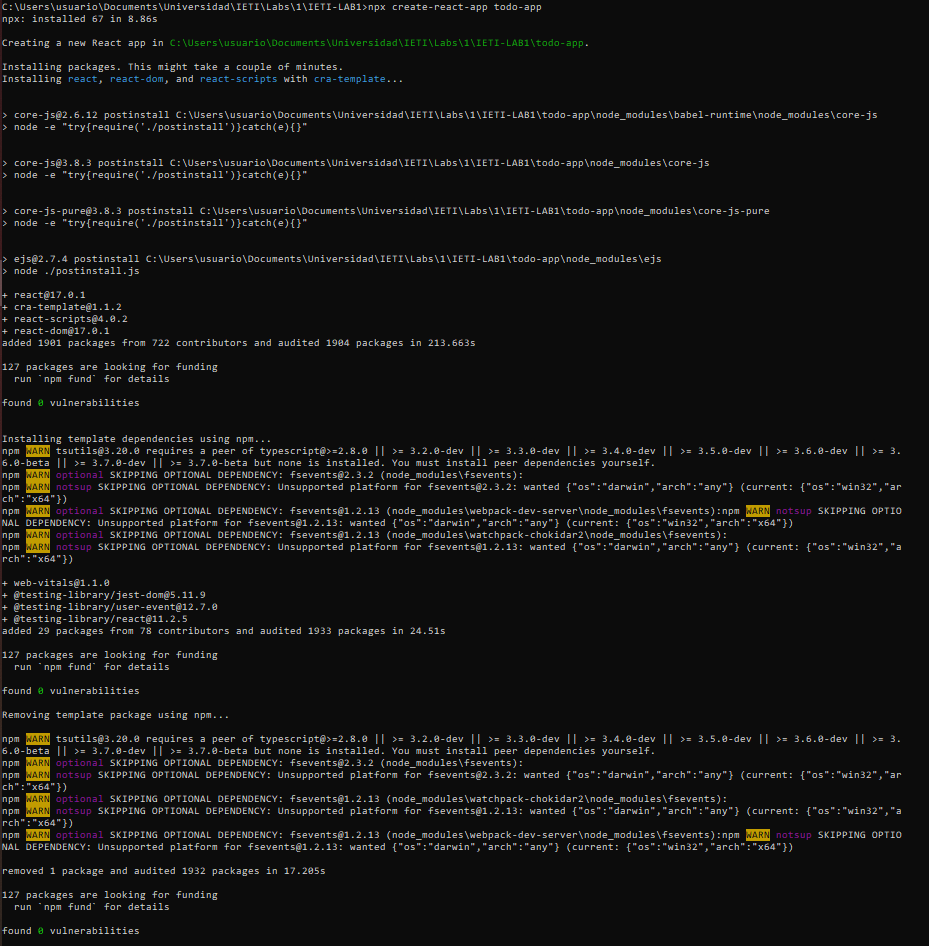 C:\Users\usuario\Documents\Universidad\IETI\Labs\1\IETI-LAB1>npx create-react-app todo-app
npx: installed 67 in 8.86s
Creating a new React app in C:\Users\usuario\Documents\Universidad\IETI\Labs\1\IETI-LAB1\todo-app.
Installing packages. This might take a couple of minutes.
Installing react, react-dom, and react-scripts with cra-template...
> core-js@2.6.12 postinstall C:\Users\usuario\Documents\Universidad\IETI\Labs\1\IETI-LAB1\todo-app\node_modules\babel-runtime\node_modules\core-js
> node -e "try{require('./postinstall')}catch(e){}"
> core-js@3.8.3 postinstall C:\Users\usuario\Documents\Universidad\IETI\Labs\1\IETI-LAB1\todo-app\node_modules\core-js
> node -e "try{require('./postinstall')}catch(e){}"
> core-js-pure@3.8.3 postinstall C:\Users\usuario\Documents\Universidad\IETI\Labs\1\IETI-LAB1\todo-app\node_modules\core-js-pure
> node -e "try{require('./postinstall')}catch(e){}"
> ejs@2.7.4 postinstall C:\Users\usuario\Documents\Universidad\IETI\Labs\1\IETI-LAB1\todo-app\node_modules\ejs
> node ./postinstall.js
+ react@17.0.1
+ cra-template@1.1.2
+ react-scripts@4.0.2
+ react-dom@17.0.1
added 1901 packages from 722 contributors and audited 1904 packages in 213.663s
127 packages are looking for funding
run `npm fund` for details
found 0 vulnerabilities
Installing template dependencies using npm...
npm WARN tsutils@3.20.0 requires a peer of typescript@>=2.8.0 || >= 3.2.0-dev || >= 3.3.0-dev || >= 3.4.0-dev || >= 3.5.0-dev || >= 3.6.0-dev || >= 3.
6.0-beta || >= 3.7.0-dev || >= 3.7.0-beta but none is installed. You must install peer dependencies yourself.
npm WARN optional SKIPPING OPTIONAL DEPENDENCY: fsevents@2.3.2 (node_modules\fsevents):
npm WARN notsup SKIPPING OPTIONAL DEPENDENCY: Unsupported platform for fsevents@2.3.2: wanted {"os":"darwin","arch":"any"} (current: {"os":"win32","ar
ch":"x64"})
npm WARN optional SKIPPING OPTIONAL DEPENDENCY: fsevents@1.2.13 (node_modules\webpack-dev-server\node_modules\fsevents):npm WARN notsup SKIPPING OPTIO
NAL DEPENDENCY: Unsupported platform for fsevents@1.2.13: wanted {"os":"darwin","arch":"any"} (current: {"os":"win32","arch":"x64"})
npm WARN optional SKIPPING OPTIONAL DEPENDENCY: fsevents@1.2.13 (node_modules\watchpack-chokidar2\node_modules\fsevents):
npm WARN notsup SKIPPING OPTIONAL DEPENDENCY: Unsupported platform for fsevents@1.2.13: wanted {"os":"darwin","arch":"any"} (current: {"os":"win32","a
rch":"x64"})
+ web-vitals@1.1.0
+ @testing-library/jest-dom@5.11.9
+ @testing-library/user-event@12.7.0
+ @testing-library/react@11.2.5
added 29 packages from 78 contributors and audited 1933 packages in 24.51s
127 packages are looking for funding
run `npm fund` for details
found 0 vulnerabilities
Removing template package using npm...
npm WARN tsutils@3.20.0 requires a peer of typescript@>=2.8.0 || >= 3.2.0-dev || >= 3.3.0-dev || >= 3.4.0-dev || >= 3.5.0-dev || >= 3.6.0-dev || >= 3.
6.0-beta || >= 3.7.0-dev || >= 3.7.0-beta but none is installed. You must install peer dependencies yourself.
npm WARN optional SKIPPING OPTIONAL DEPENDENCY: fsevents@2.3.2 (node_modules\fsevents):
npm WARN notsup SKIPPING OPTIONAL DEPENDENCY: Unsupported platform for fsevents@2.3.2: wanted {"os":"darwin","arch":"any"} (current: {"os":"win32","ar
ch":"x64"})
npm WARN optional SKIPPING OPTIONAL DEPENDENCY: fsevents@1.2.13 (node_modules\watchpack-chokidar2\node_modules\fsevents):
npm WARN notsup SKIPPING OPTIONAL DEPENDENCY: Unsupported platform for fsevents@1.2.13: wanted {"os":"darwin","arch":"any"} (current: {"os":"win32","a
rch":"x64"})
npm WARN optional SKIPPING OPTIONAL DEPENDENCY: fsevents@1.2.13 (node_modules\webpack-dev-server\node_modules\fsevents):npm WARN notsup SKIPPING OPTIO
NAL DEPENDENCY: Unsupported platform for fsevents@1.2.13: wanted {"os":"darwin","arch":"any"} (current: {"os":"win32","arch":"x64"})
removed 1 package and audited 1932 packages in 17.205s
127 packages are looking for funding
run `npm fund` for details
found 0 vulnerabilities